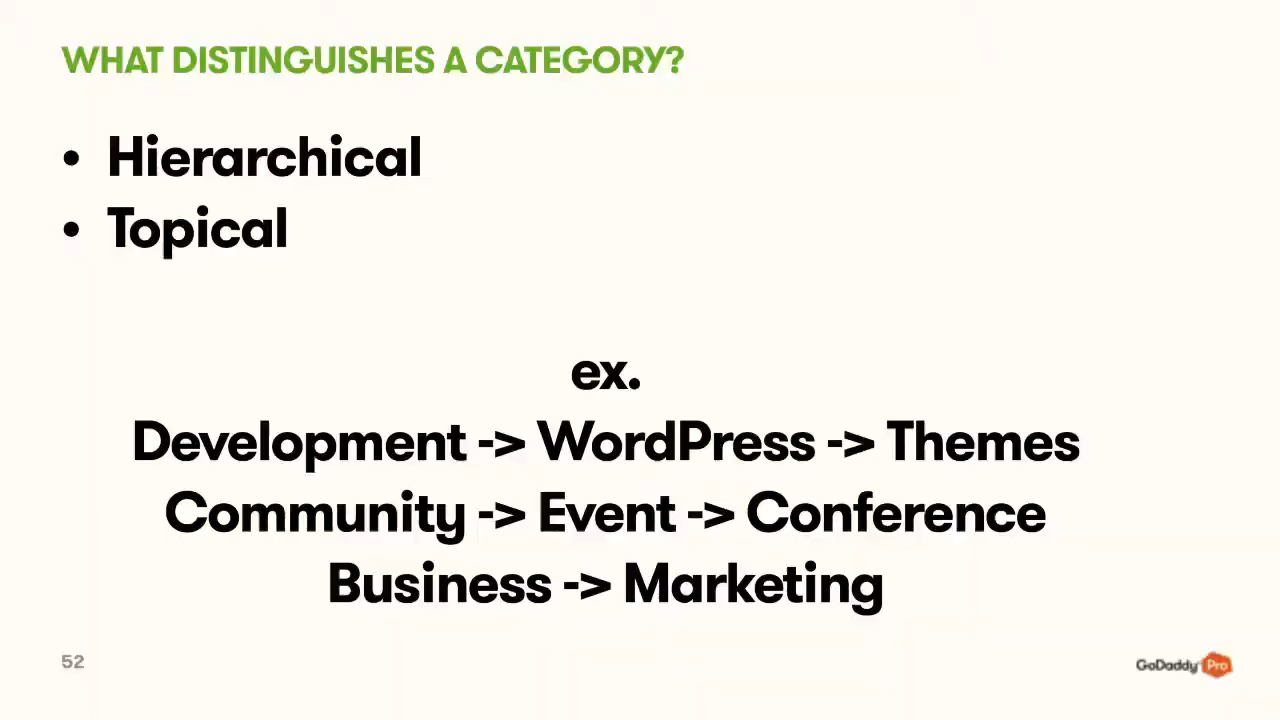 WHAT DISTINGUISHES A CATEGORY?
• Hierarchical
• Topical
ex.
Development -> WordPress -> Themes
Community -> Event -> Conference
Business -> Marketing
52
GoDaddy Pro